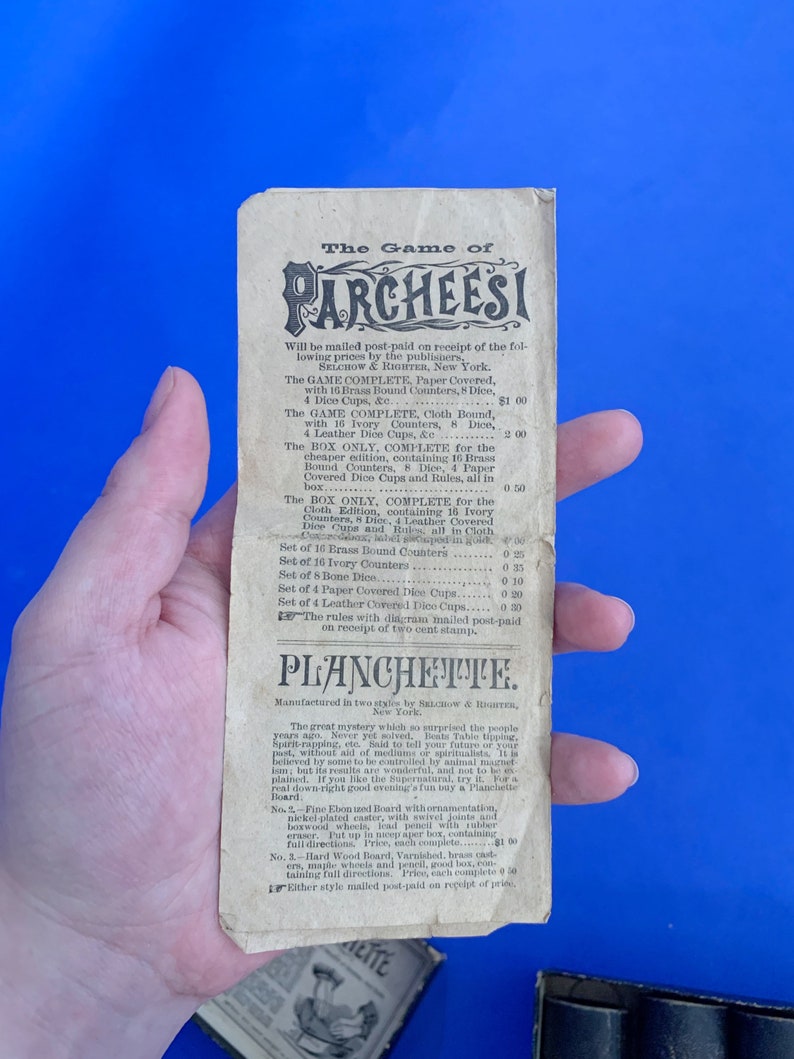 The Game of
PARCHEESI
Will be mailed post-paid on receipt of the fol-
lowing prices by the publishers,
SELCHOW & RIGHTER, New York.
The GAME COMPLETE, Paper Covered,
with 16 Brass Bound Counters, 8 Dice,
4 Dice Cups, &c. . ................ $1 00
The GAME COMPLETE, Cloth Bound,
with 16 Ivory Counters, 8 Dice,
4 Leather Dice Cups, &c ........... 2 00
The BOX ONLY, COMPLETE for the
cheaper edition, containing 16 Brass
Bound Counters, 8 Dice, 4 Paper
Covered Dice Cups and Rules, all in
box.......... ...................... 0 50
The BOX ONLY, COMPLETE for the
Cloth Edition, containing 16 Ivory
Counters, 8 Dice, 4 Leather Covered
Dice Cups and Rules, all in Cloth
box, label stamped in gold. 00
Set of 16 Brass Bound Counters ........ 0 25
Set of 16 Ivory Counters ............... 0 35
Set of 8 Bone Dice....................... 0 10
Set of 4 Paper Covered Dice Cups ...... 0 20
Set of 4 Leather Covered Dice Cups..... 0 30
☞ The rules with diagram mailed post-paid
on receipt of two cent stamp.
PLANCHETTE.
Manufactured in two styles by SELCHOW & RIGHTER,
New York.
The great mystery which so surprised the people
years ago. Never yet solved. Beats Table tipping,
Spirit-rapping, etc. Said to tell your future or your
past, without aid of mediums or spiritualists. It is
believed by some to be controlled by animal magnet-
ism; but its results are wonderful, and not to be ex-
plained. If you like the Supernatural, try it. For a
real down-right good evening's fun buy a Planchette
Board.
No. 2.—Fine Ebonized Board with ornamentation,
nickel-plated caster, with swivel joints and
boxwood wheels, lead pencil with rubber
eraser. Put up in nice paper box, containing
full directions. Price, each complete.......$1 00
No. 3.—Hard Wood Board, Varnished, brass cast-
ers, maple wheels and pencil, good box, con-
taining full directions. Price, each complete 0 50
☞ Either style mailed post-paid on receipt of price.